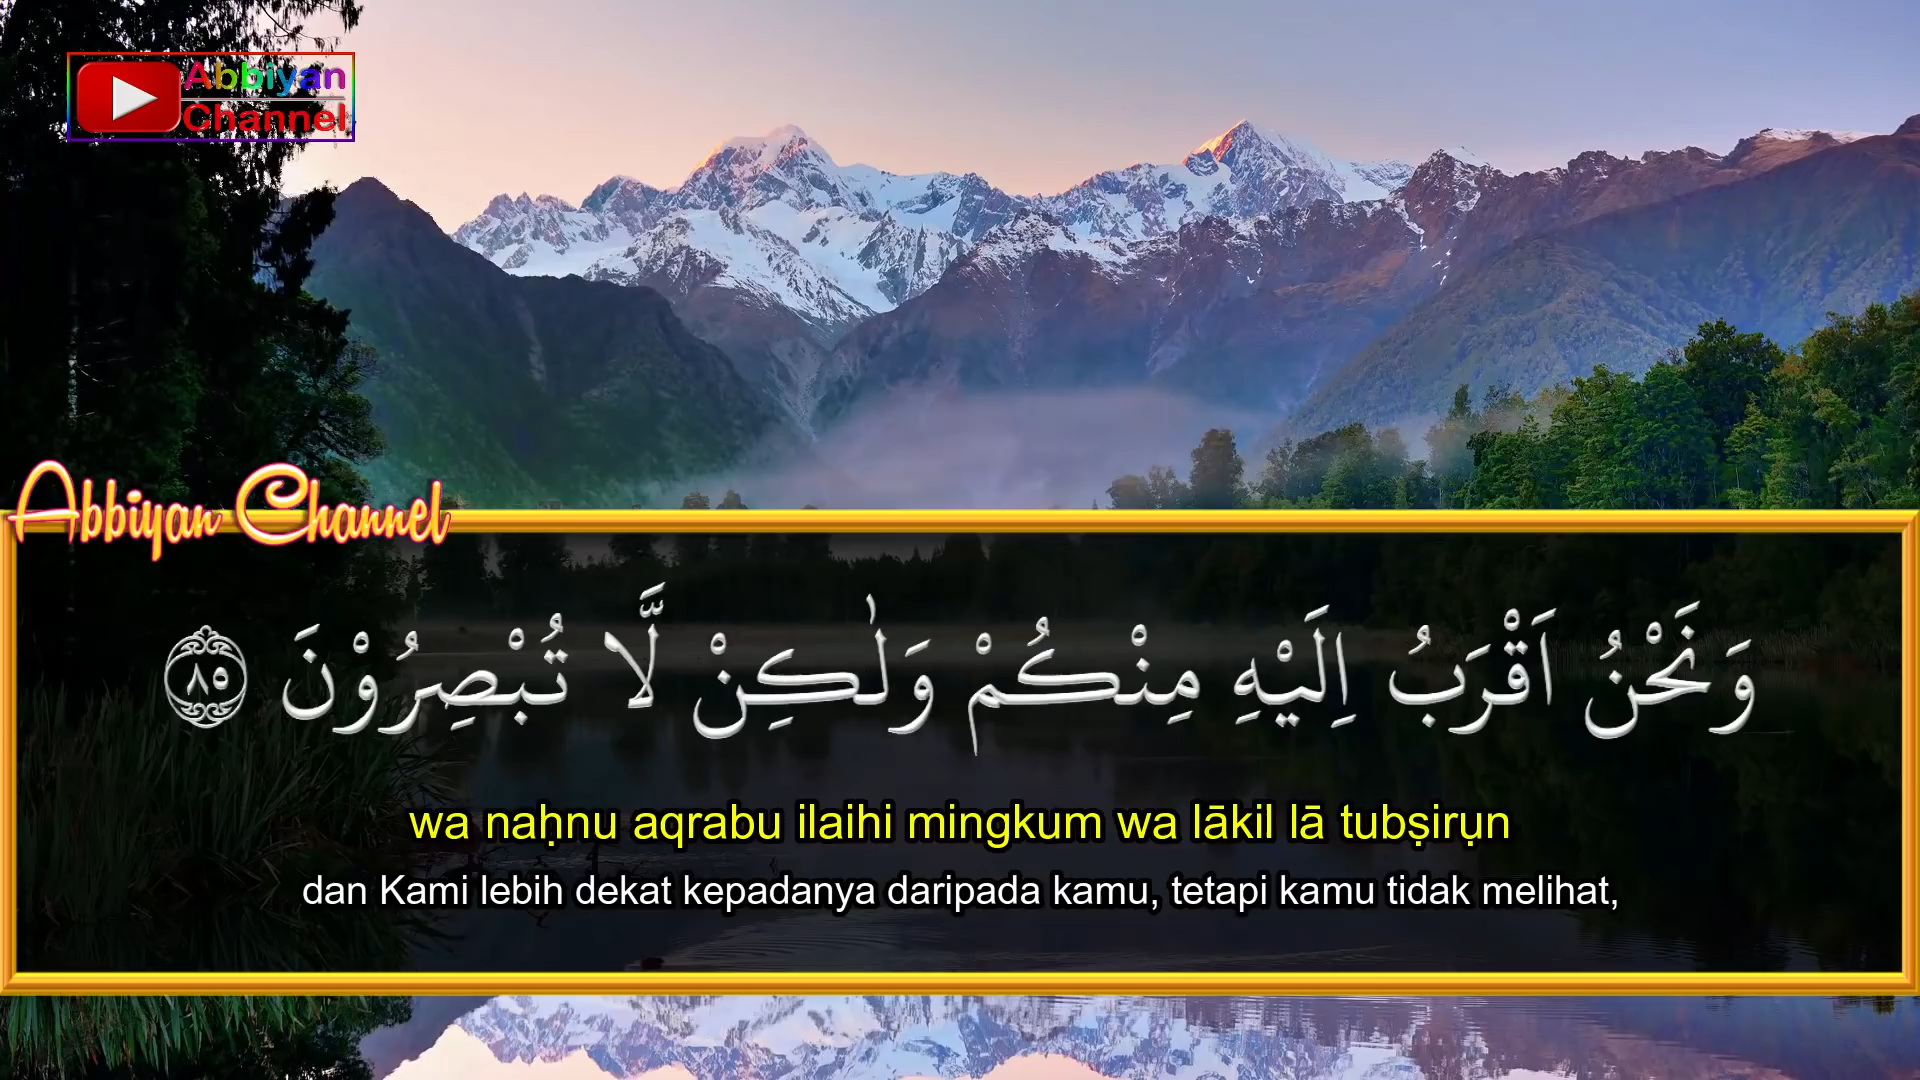 Abbiyan
Channel
Abbiyan Channel
وَنَحْنُ اَقْرَبُ اِلَيْهِ مِنْكُمْ وَلٰكِنْ لَّا تُبْصِرُوْنَ ۝٨٥
wa naḥnu aqrabu ilaihi mingkum wa lākil lā tubṣirụn
dan Kami lebih dekat kepadanya daripada kamu, tetapi kamu tidak melihat,